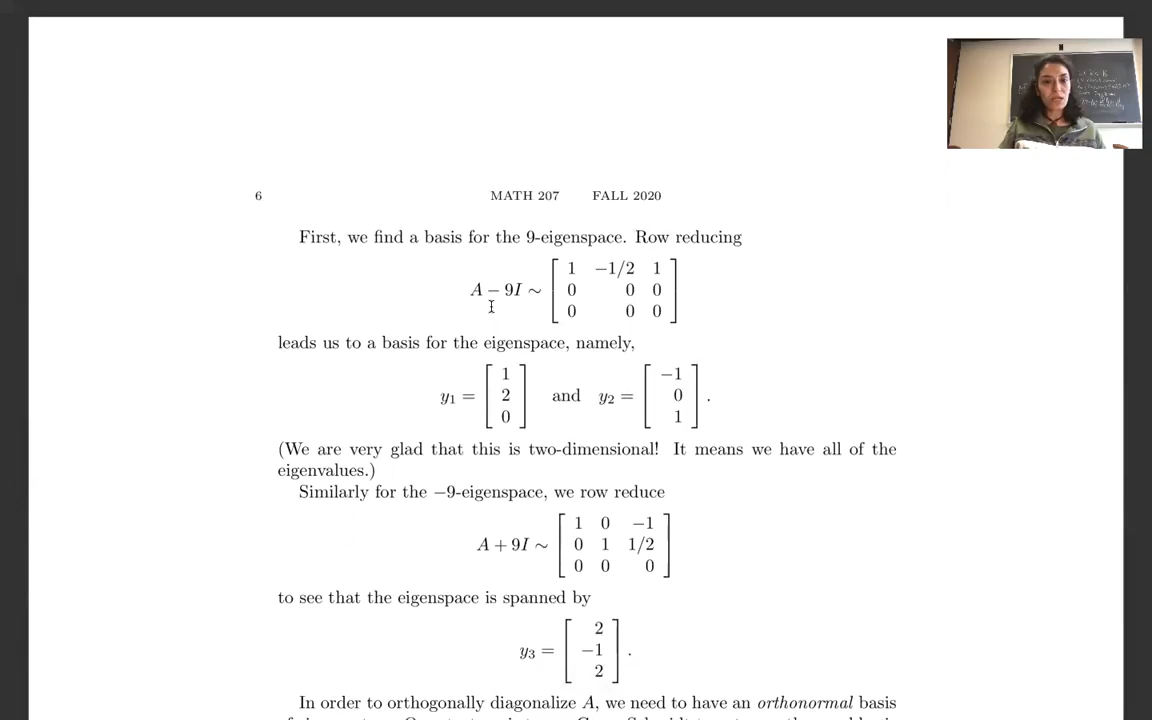 6 MATH 207 FALL 2020
First, we find a basis for the 9-eigenspace. Row reducing
A − 9I ∼ [ 1 −1/2 1
0 0 0
0 0 0 ]
leads us to a basis for the eigenspace, namely,
y₁ = [ 1
2
0 ] and y₂ = [ −1
0
1 ] .
(We are very glad that this is two-dimensional! It means we have all of the
eigenvalues.)
Similarly for the −9-eigenspace, we row reduce
A + 9I ∼ [ 1 0 −1
0 1 1/2
0 0 0 ]
to see that the eigenspace is spanned by
y₃ = [ 2
−1
2 ] .
In order to orthogonally diagonalize A, we need to have an orthonormal basis